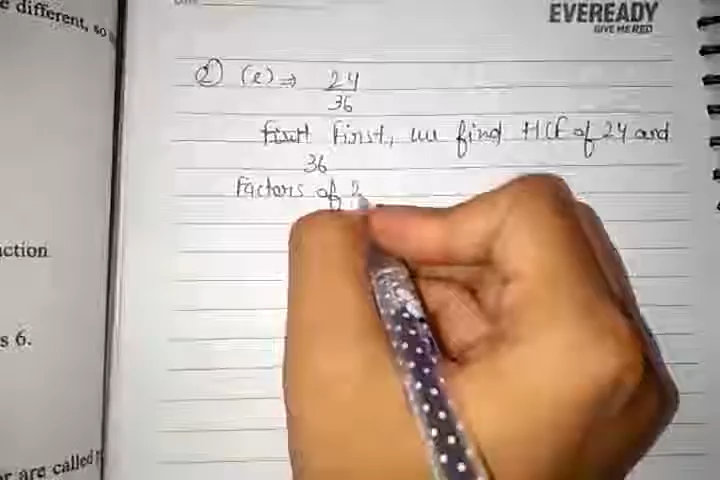 e different, so
EVEREADY
GIVE ME RED
② (e) ⇒ 24
36
First, we find HCF of 24 and
36
Factors of 2
ction
s 6.
r are called